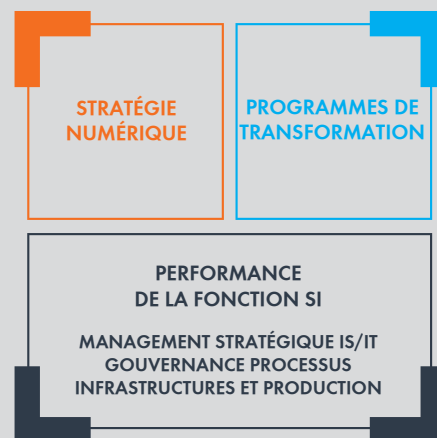 STRATÉGIE
NUMÉRIQUE
PROGRAMMES DE
TRANSFORMATION
PERFORMANCE
DE LA FONCTION SI
MANAGEMENT STRATÉGIQUE IS/IT
GOUVERNANCE PROCESSUS
INFRASTRUCTURES ET PRODUCTION